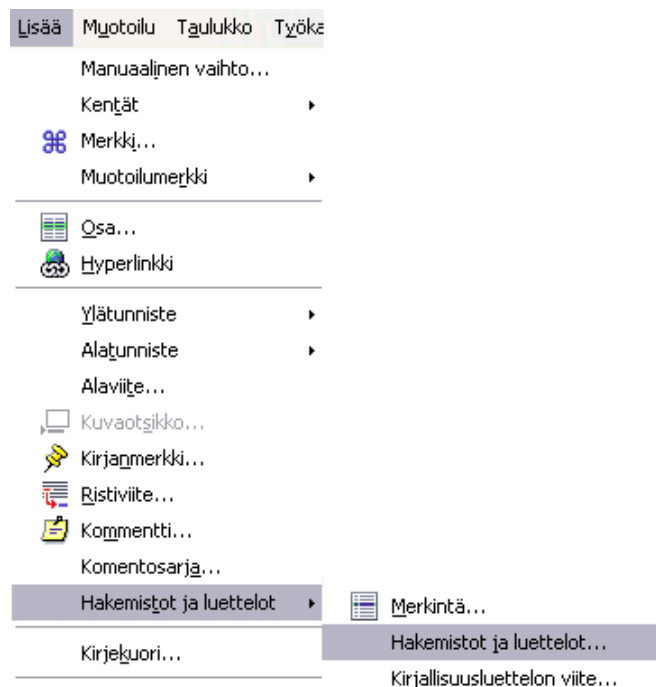 Lisää Muotoilu Taulukko Työka
Manuaalinen vaihto...
Kentät
Merkki...
Muotoilumerkki
Osa...
Hyperlinkki
Ylätunniste
Alatunniste
Alaviite...
Kuvaotsikko...
Kirjanmerkki...
Ristiviite...
Kommentti...
Komentosarja...
Hakemistot ja luettelot
Kirjekuori...
Merkintä...
Hakemistot ja luettelot...
Kirjallisuusluettelon viite...